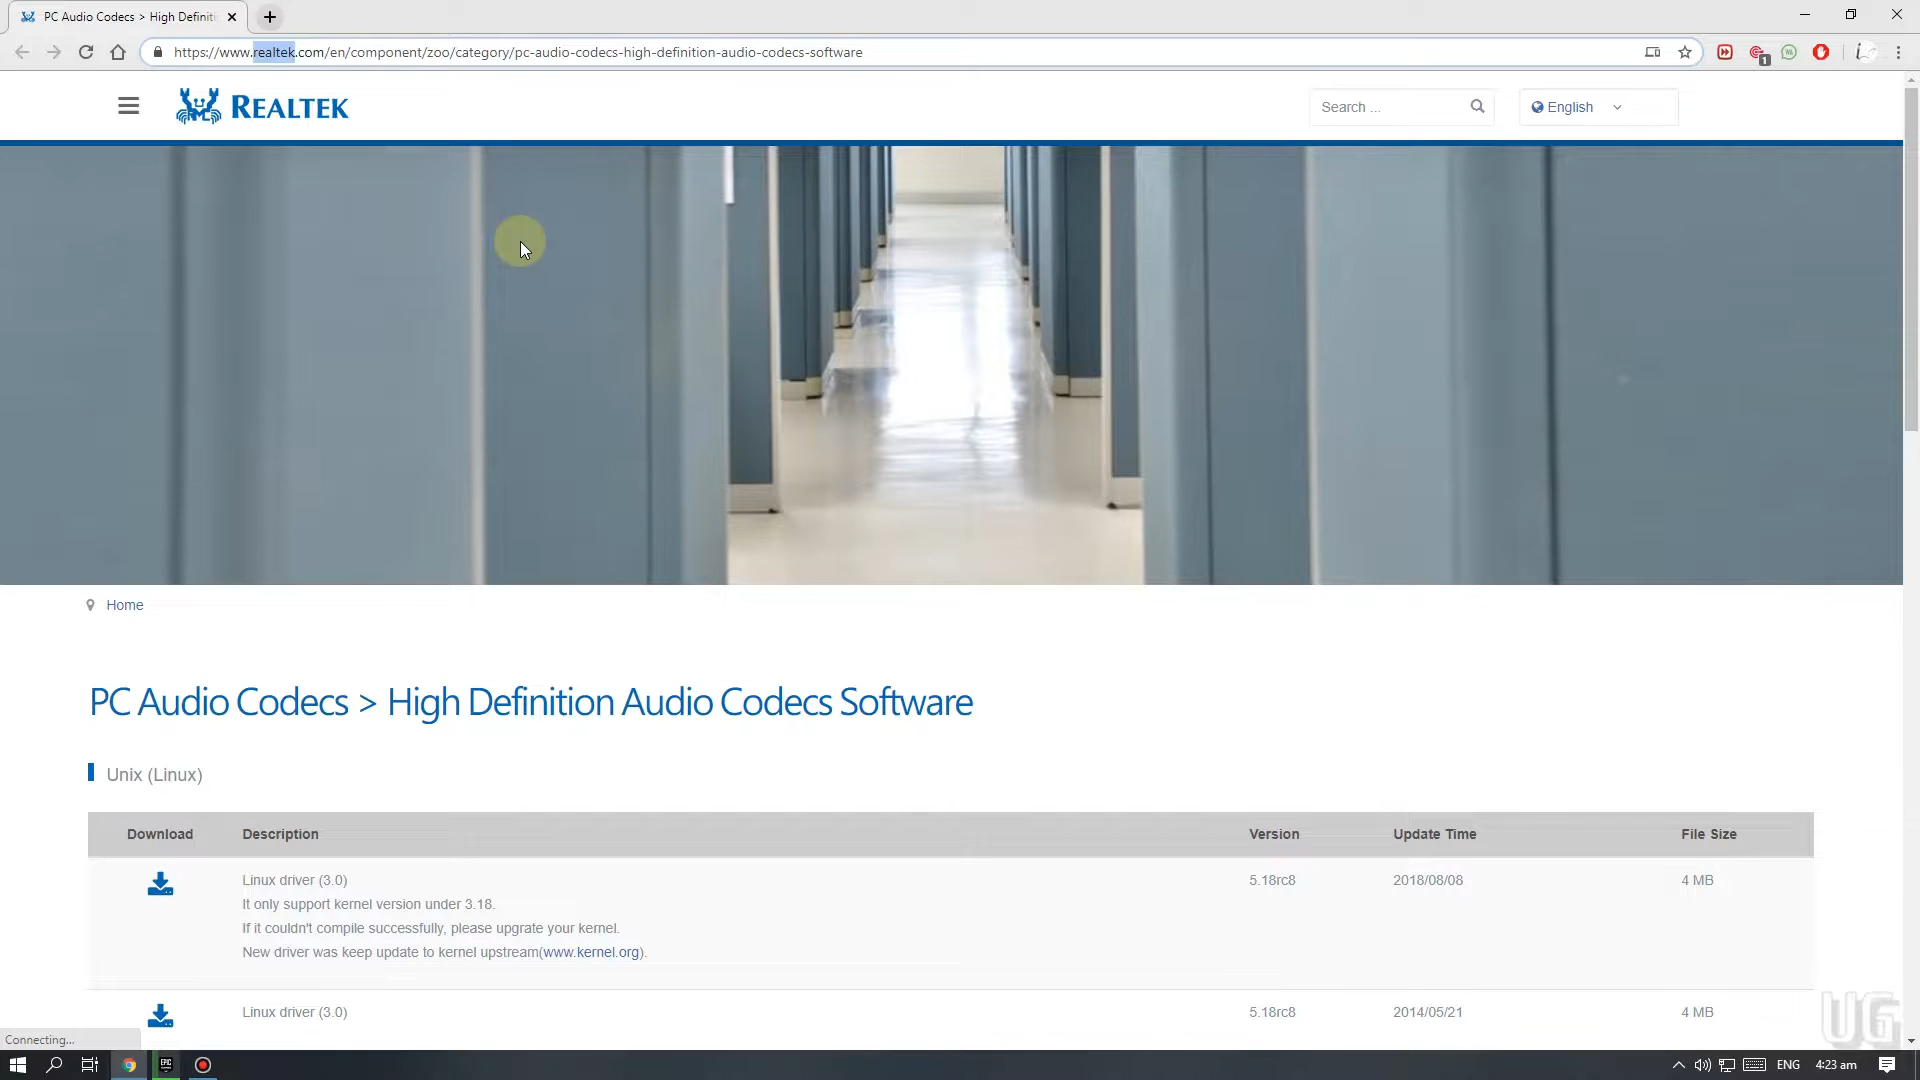 PC Audio Codecs > High Definiti
https://www.realtek.com/en/component/zoo/category/pc-audio-codecs-high-definition-audio-codecs-software
1
REALTEK
Search ...
English
Home
PC Audio Codecs > High Definition Audio Codecs Software
Unix (Linux)
Download Description Version Update Time File Size
Linux driver (3.0) 5.18rc8 2018/08/08 4 MB
It only support kernel version under 3.18.
If it couldn't compile successfully, please upgrate your kernel.
New driver was keep update to kernel upstream(www.kernel.org).
Linux driver (3.0) 5.18rc8 2014/05/21 4 MB
UG
Connecting...
EPIC
ENG 4:23 am